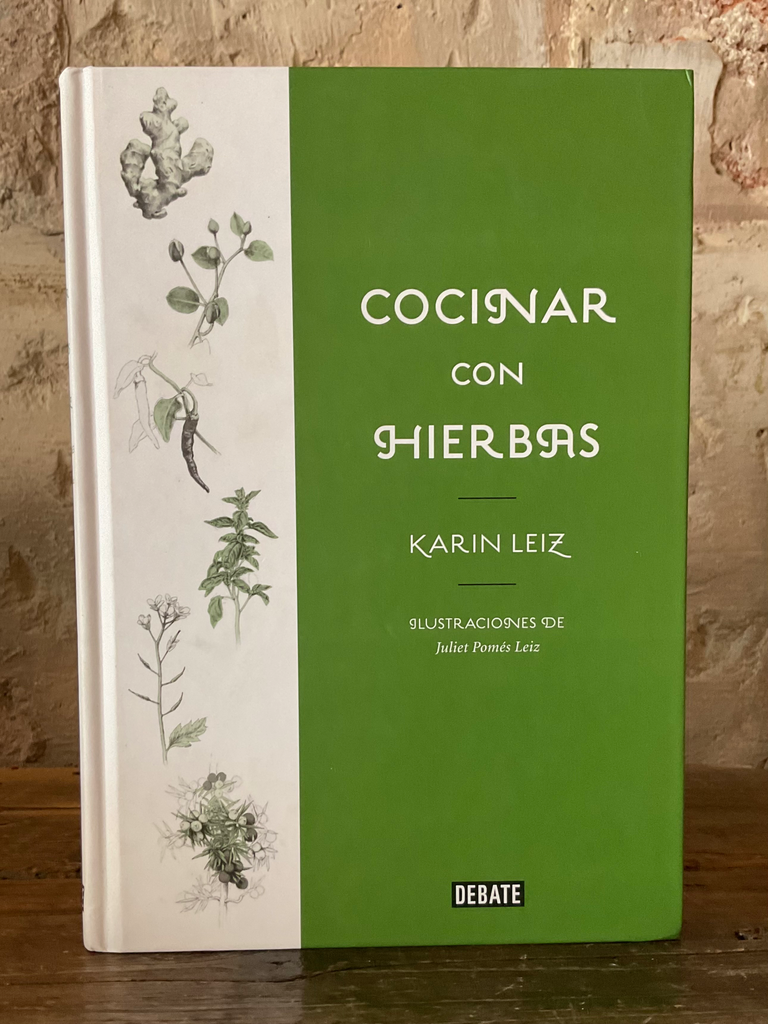 COCINAR
CON
HIERBAS
KARIN LEIZ
ILUSTRACIONES DE
Juliet Pomés Leiz
DEBATE